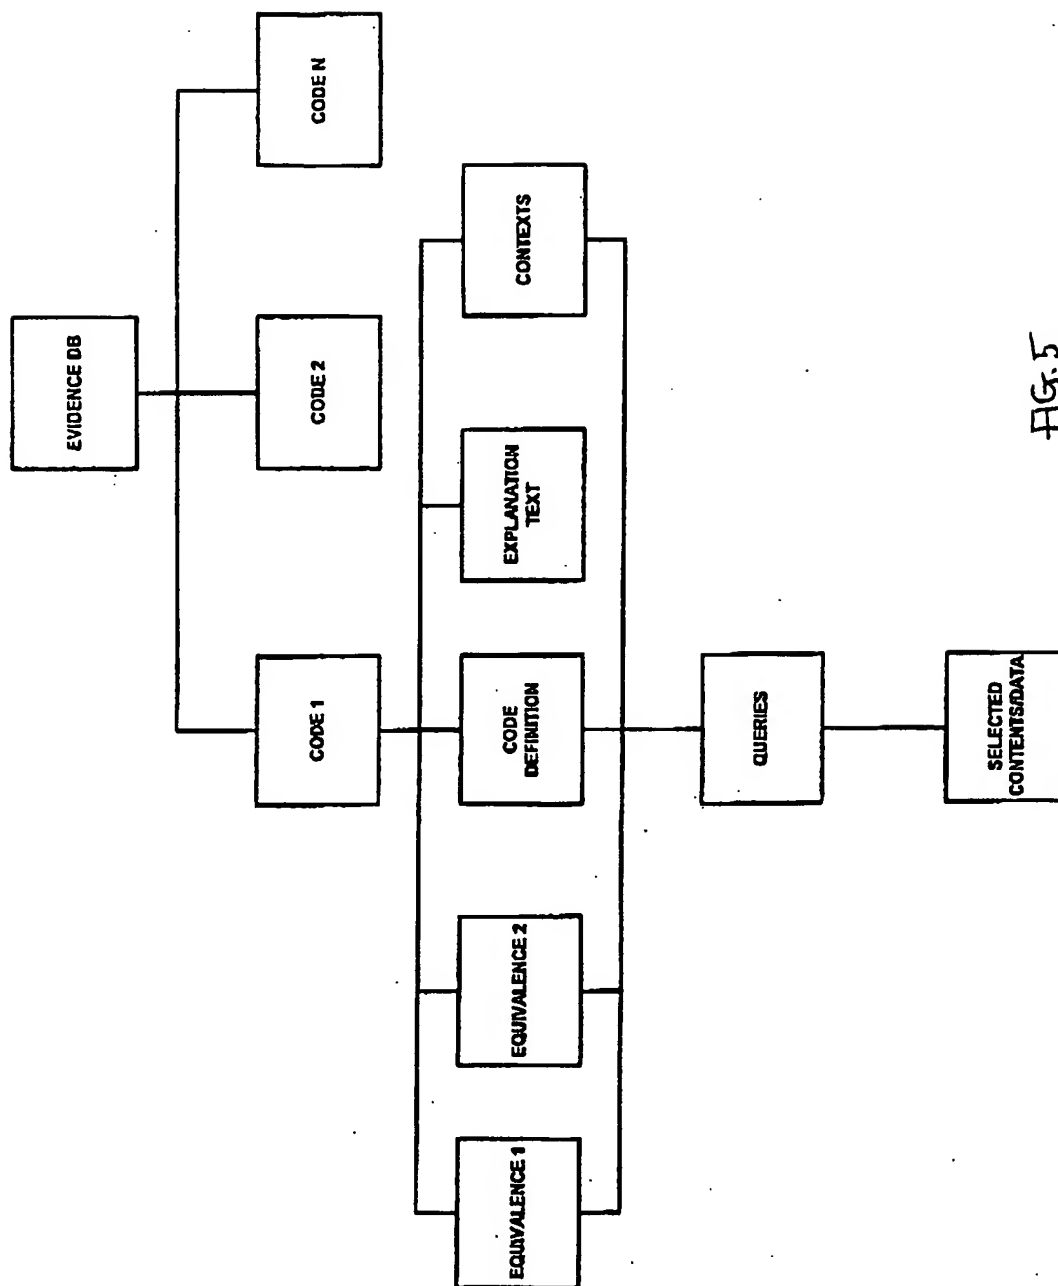 EVIDENCE DB
CODE 1
CODE 2
CODE N
EQUIVALENCE 1
EQUIVALENCE 2
CODE
DEFINITION
EXPLANATION
TEXT
CONTEXTS
QUERIES
SELECTED
CONTENTS/DATA
FIG. 5